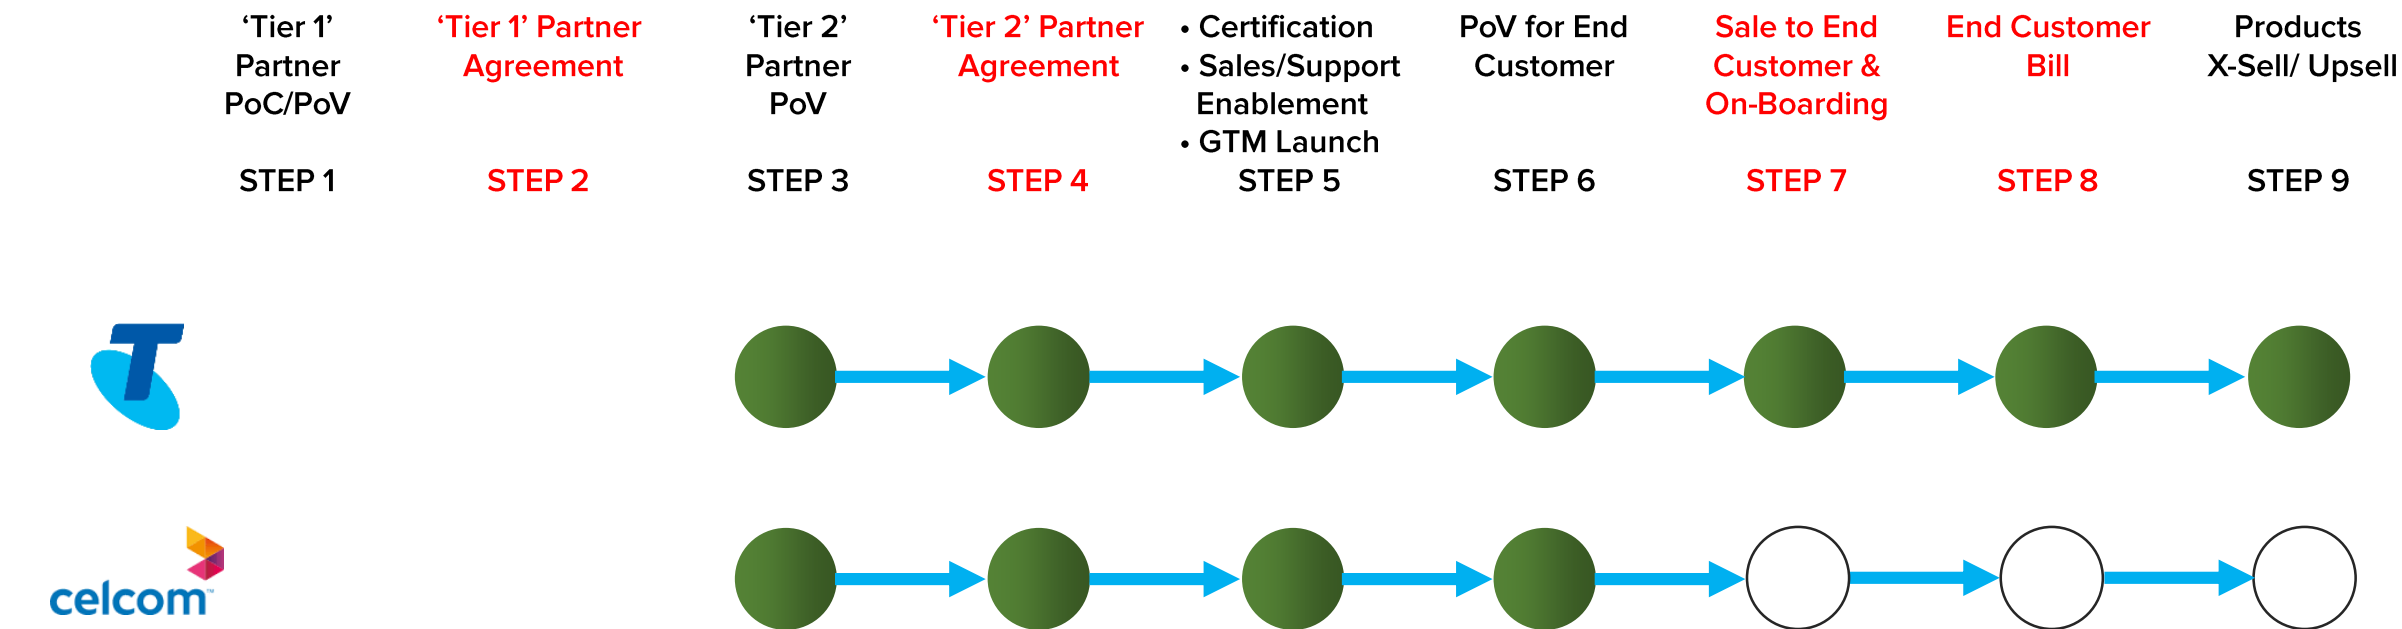 ‘Tier 1’
Partner
PoC/PoV
STEP 1
‘Tier 1’ Partner
Agreement
STEP 2
‘Tier 2’
Partner
PoV
STEP 3
‘Tier 2’ Partner
Agreement
STEP 4
• Certification
• Sales/Support
Enablement
• GTM Launch
STEP 5
PoV for End
Customer
STEP 6
Sale to End
Customer &
On-Boarding
STEP 7
End Customer
Bill
STEP 8
Products
X-Sell/ Upsell
STEP 9
T
celcom™